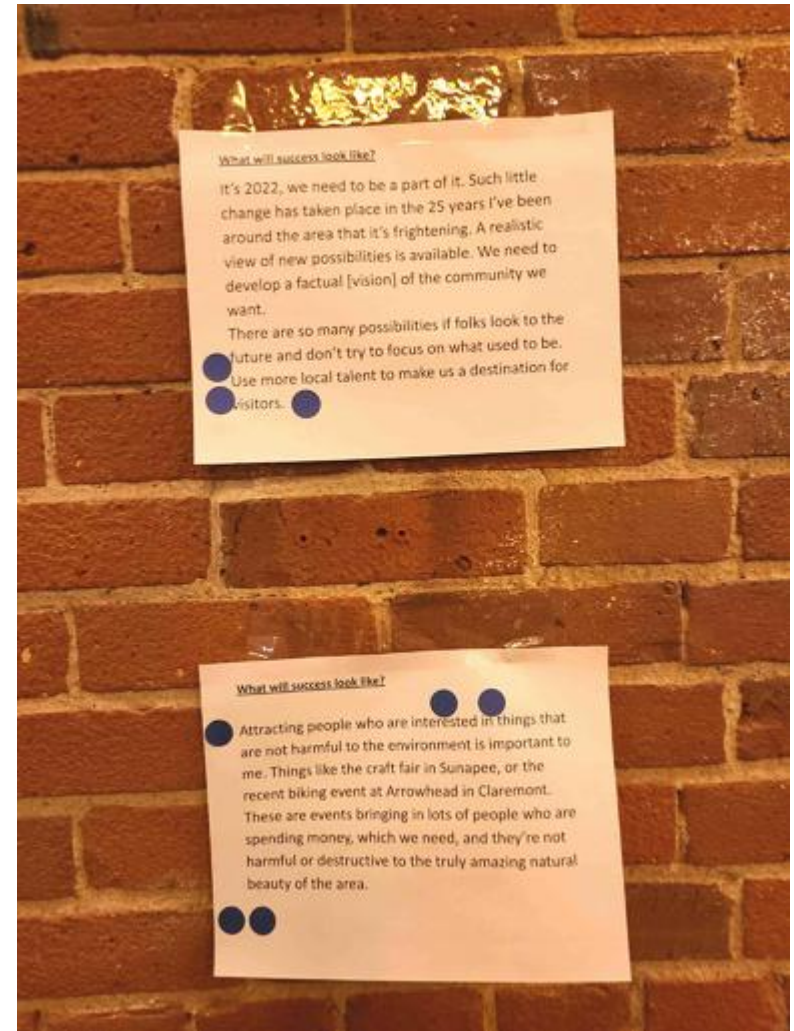 What will success look like?
It's 2022, we need to be a part of it. Such little
change has taken place in the 25 years I've been
around the area that it's frightening. A realistic
view of new possibilities is available. We need to
develop a factual [vision] of the community we
want.
There are so many possibilities if folks look to the
future and don't try to focus on what used to be.
Use more local talent to make us a destination for
visitors.
What will success look like?
Attracting people who are interested in things that
are not harmful to the environment is important to
me. Things like the craft fair in Sunapee, or the
recent biking event at Arrowhead in Claremont.
These are events bringing in lots of people who are
spending money, which we need, and they're not
harmful or destructive to the truly amazing natural
beauty of the area.